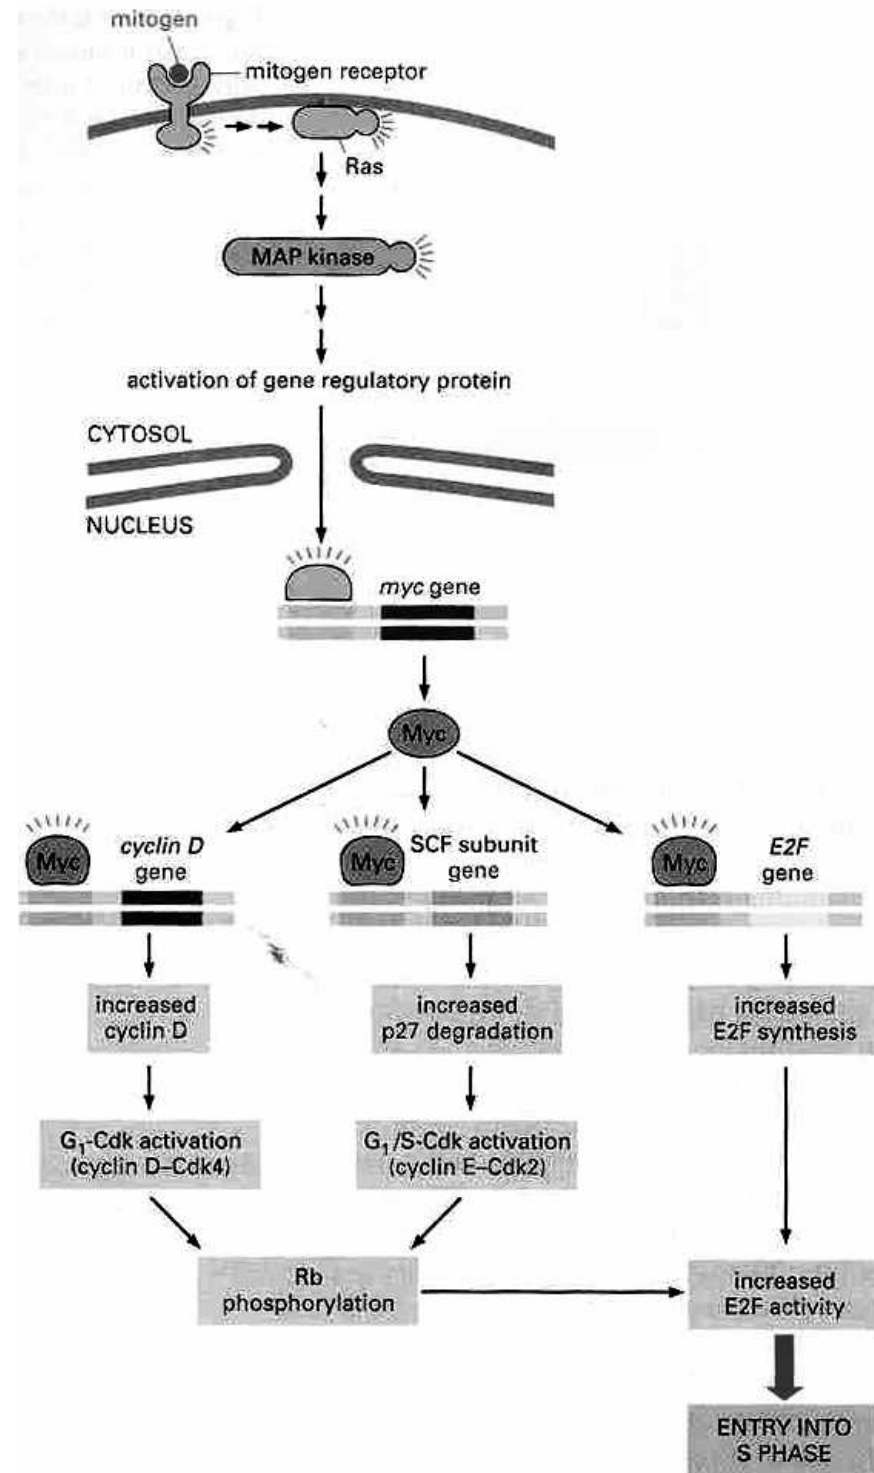 mitogen
mitogen receptor
Ras
MAP kinase
activation of gene regulatory protein
CYTOSOL
NUCLEUS
myc gene
Myc
Myc
cyclin D
gene
Myc
SCF subunit
gene
Myc
E2F
gene
increased
cyclin D
increased
p27 degradation
increased
E2F synthesis
G₁-Cdk activation
(cyclin D–Cdk4)
G₁/S-Cdk activation
(cyclin E–Cdk2)
Rb
phosphorylation
increased
E2F activity
ENTRY INTO
S PHASE